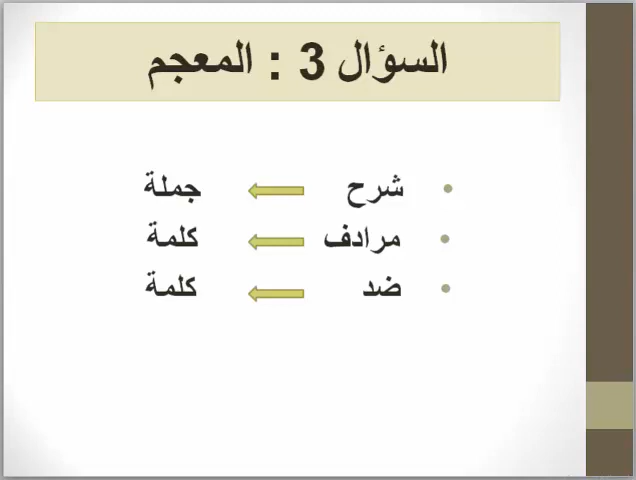 السؤال 3 : المعجم
شرح جملة
مرادف كلمة
ضد كلمة